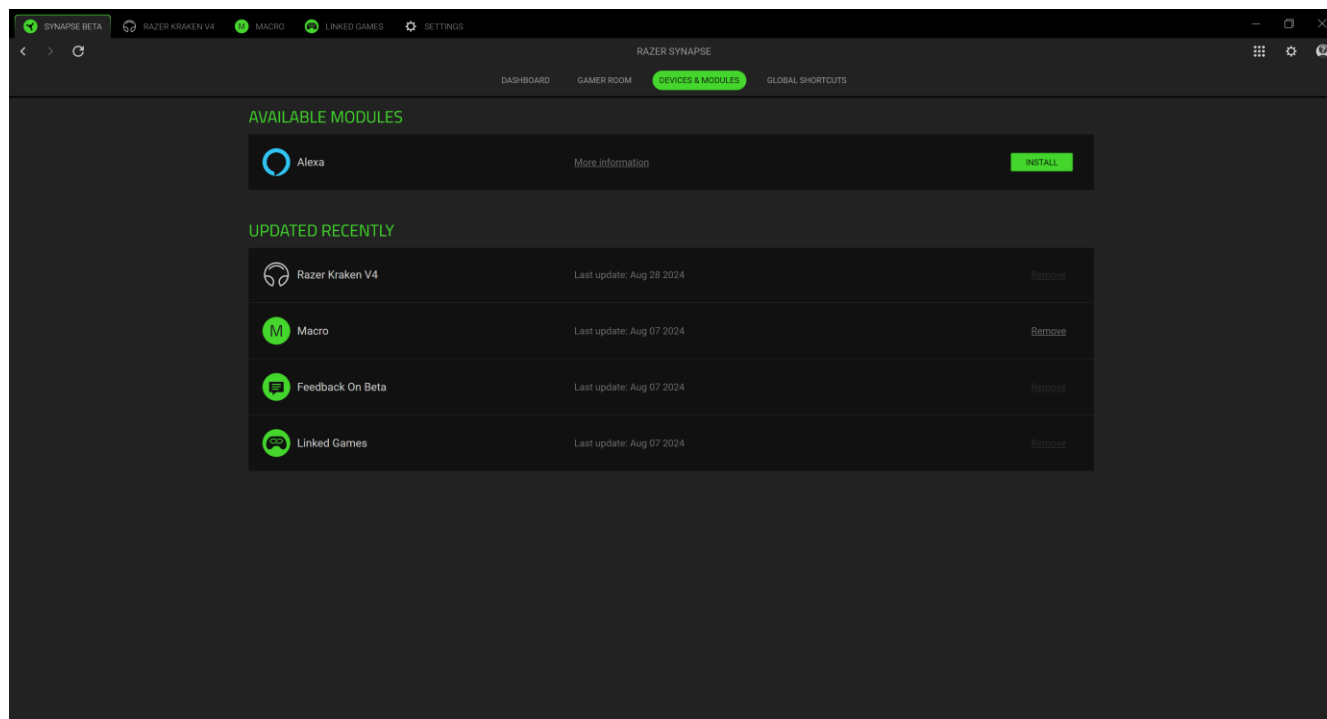 SYNAPSE BETA RAZER KRAKEN V4 M MACRO LINKED GAMES SETTINGS
RAZER SYNAPSE
DASHBOARD GAMER ROOM DEVICES & MODULES GLOBAL SHORTCUTS
AVAILABLE MODULES
Alexa More information INSTALL
UPDATED RECENTLY
Razer Kraken V4 Last update: Aug 28 2024 Remove
M Macro Last update: Aug 07 2024 Remove
Feedback On Beta Last update: Aug 07 2024 Remove
Linked Games Last update: Aug 07 2024 Remove